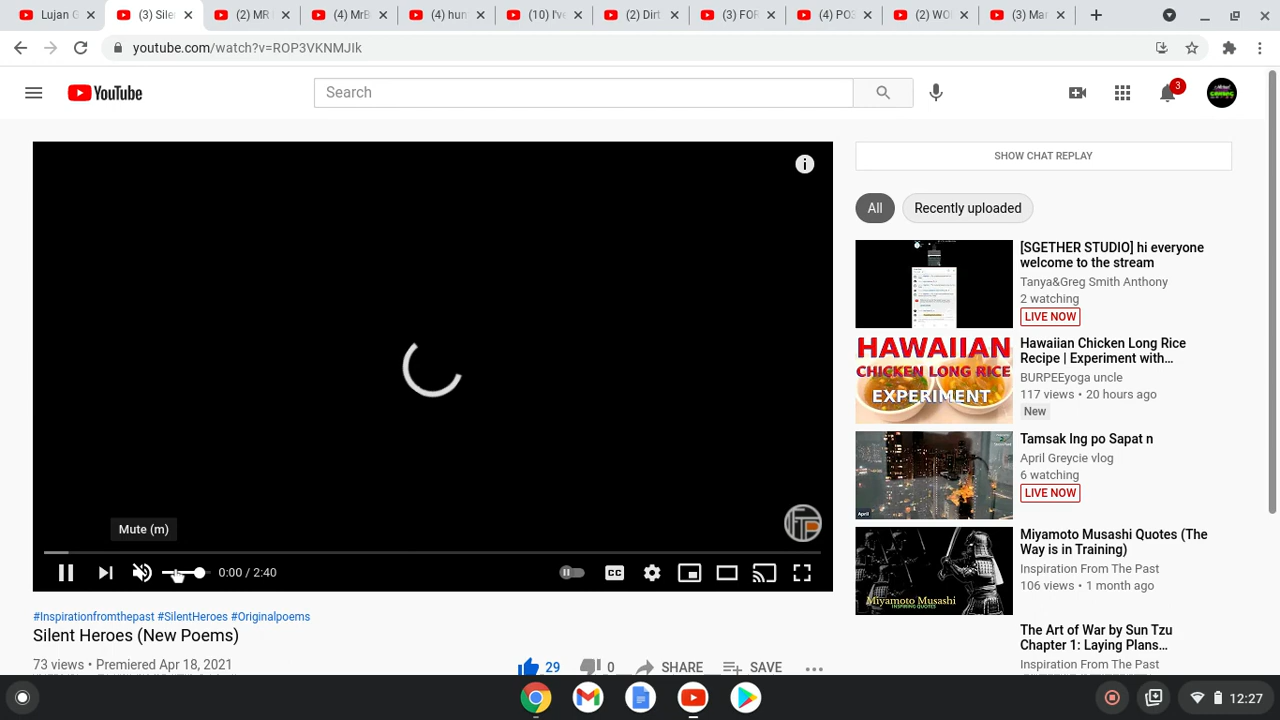 Lujan G
(3) Sile
(2) MR
(4) MrB
(4) hum
(10) I've
(2) Dirt
(3) FOR
(4) PO
(2) WO
(3) Mar
youtube.com/watch?v=ROP3VKNMJIk
YouTube
Search
3
SHOW CHAT REPLAY
All
Recently uploaded
[SGETHER STUDIO] hi everyone
welcome to the stream
Tanya&Greg Smith Anthony
2 watching
LIVE NOW
HAWAIIAN
CHICKEN LONG RICE
EXPERIMENT
Hawaiian Chicken Long Rice
Recipe | Experiment with...
BURPEEyoga uncle
117 views • 20 hours ago
New
April
Tamsak Ing po Sapat n
April Greycie vlog
6 watching
LIVE NOW
Miyamoto Musashi
INSPIRING QUOTES
Miyamoto Musashi Quotes (The
Way is in Training)
Inspiration From The Past
106 views • 1 month ago
The Art of War by Sun Tzu
Chapter 1: Laying Plans...
Inspiration From The Past
Mute (m)
FTP
0:00 / 2:40
CC
#Inspirationfromthepast #SilentHeroes #Originalpoems
Silent Heroes (New Poems)
73 views • Premiered Apr 18, 2021
29
0
SHARE
SAVE
12:27